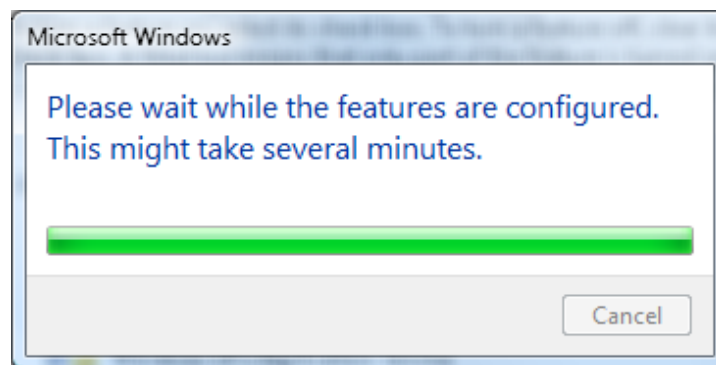 Microsoft Windows
Please wait while the features are configured.
This might take several minutes.
Cancel